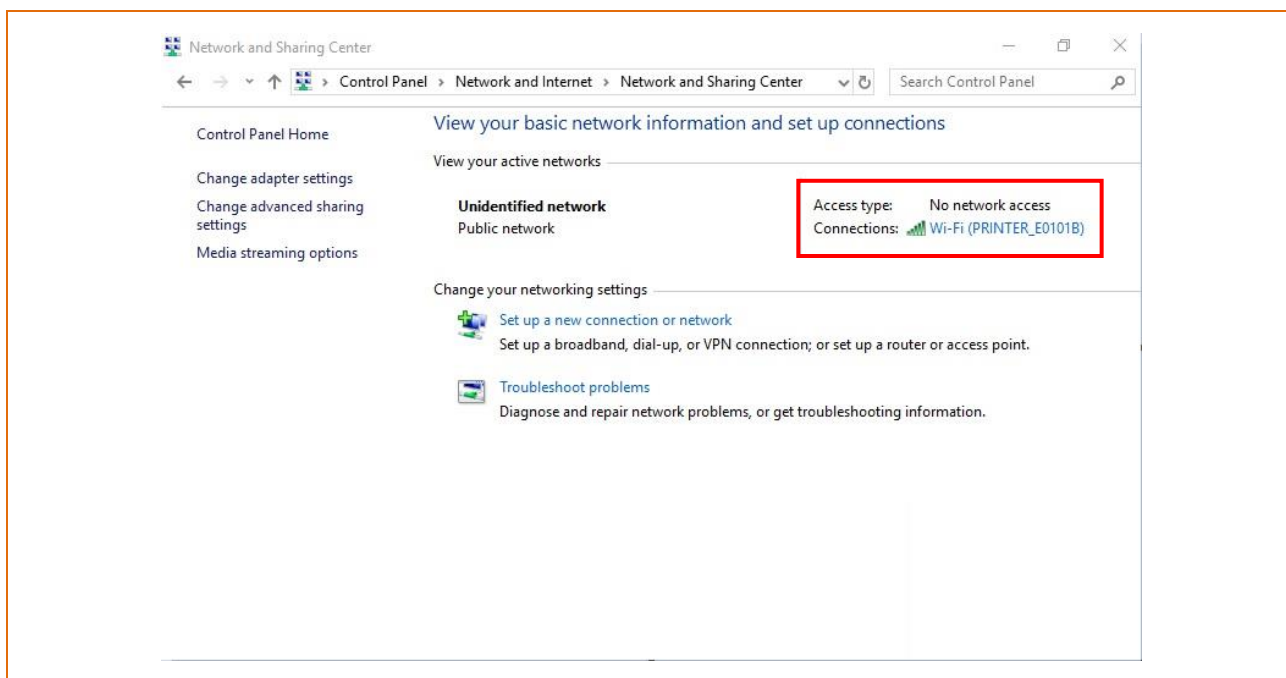 Network and Sharing Center
Control Panel > Network and Internet > Network and Sharing Center
Search Control Panel
Control Panel Home
Change adapter settings
Change advanced sharing
settings
Media streaming options
View your basic network information and set up connections
View your active networks
Unidentified network
Public network
Access type: No network access
Connections: Wi-Fi (PRINTER_E0101B)
Change your networking settings
Set up a new connection or network
Set up a broadband, dial-up, or VPN connection; or set up a router or access point.
Troubleshoot problems
Diagnose and repair network problems, or get troubleshooting information.